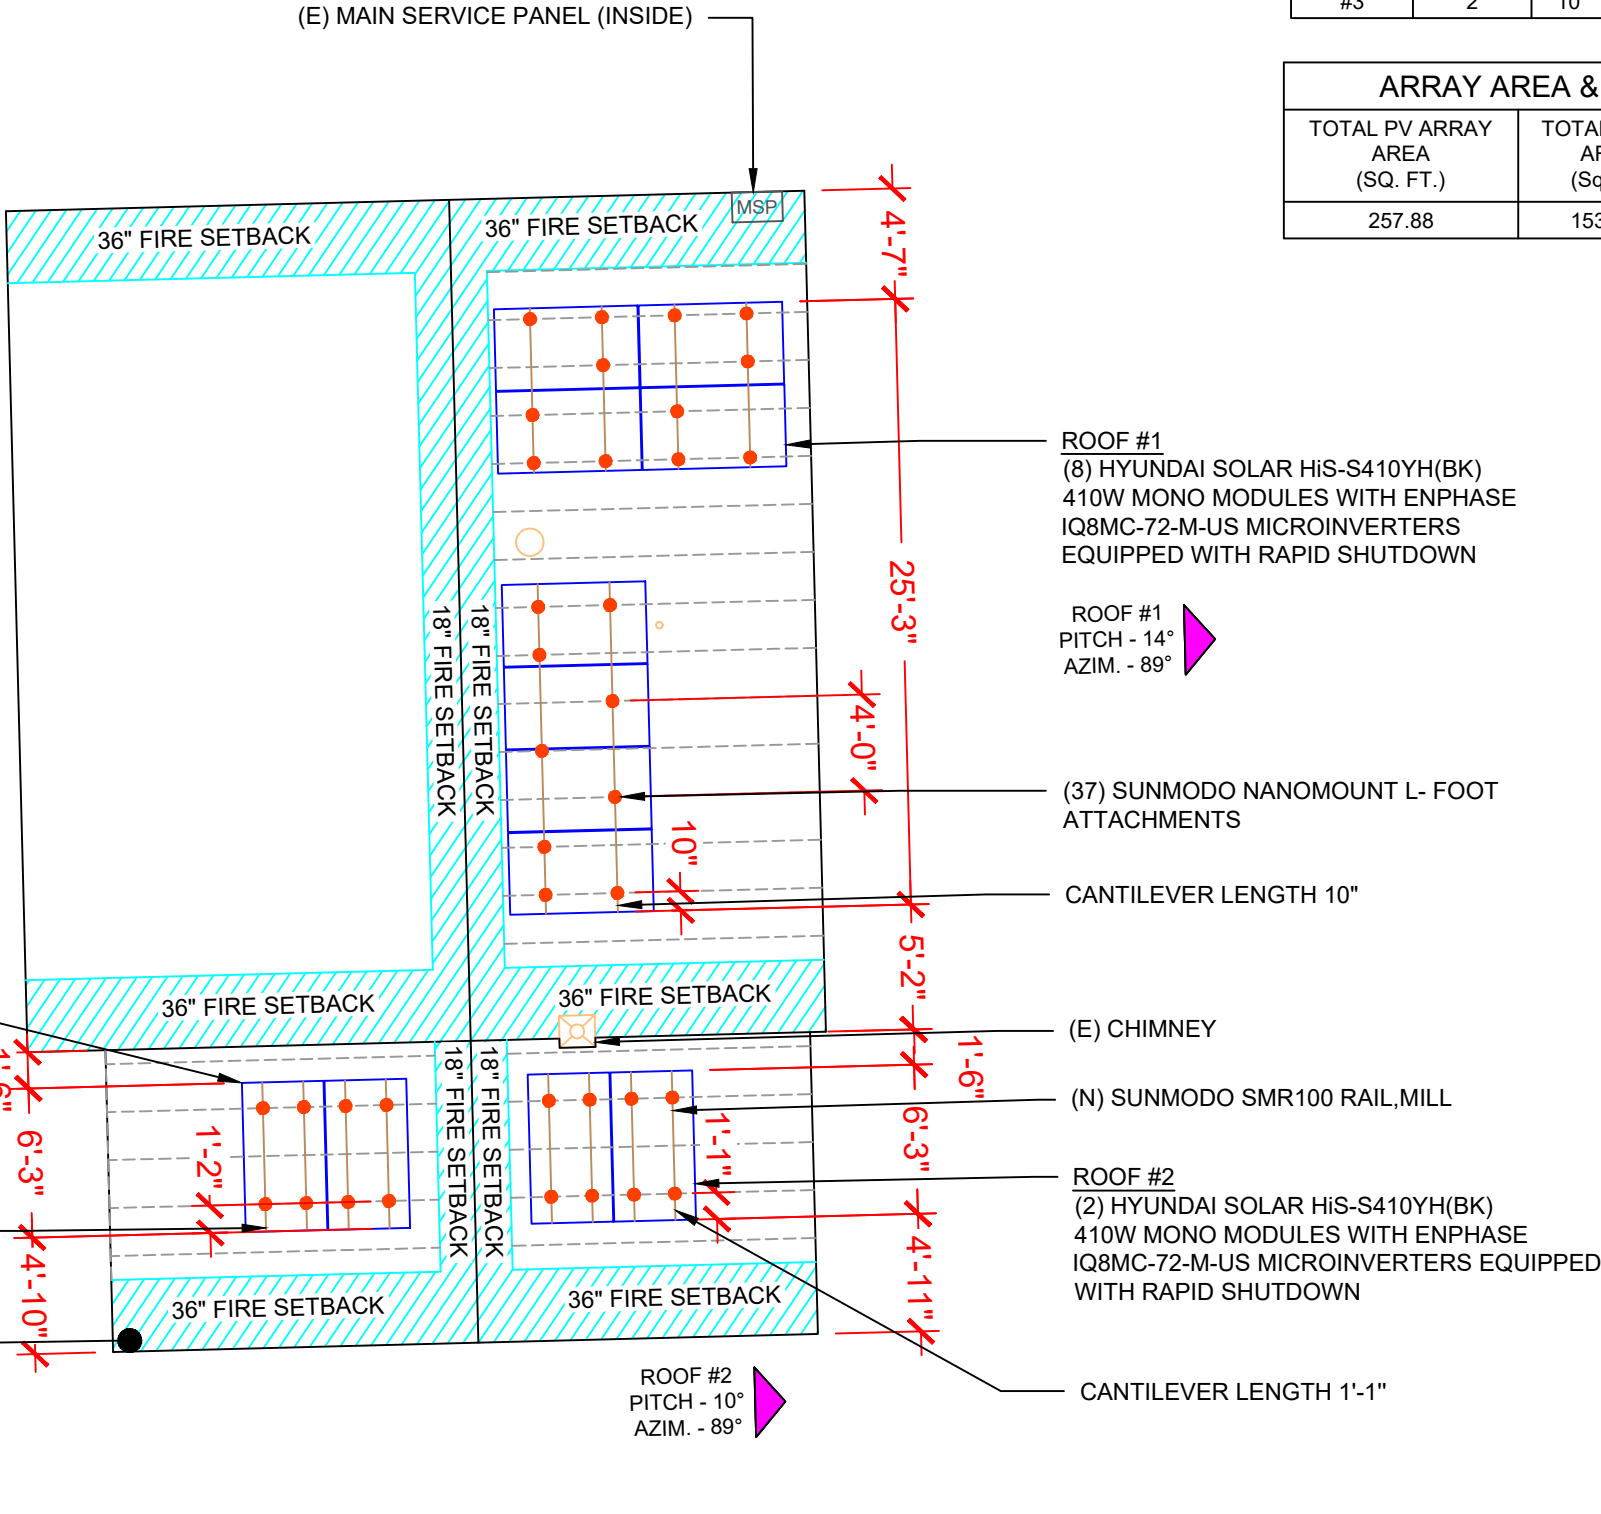 (E) MAIN SERVICE PANEL (INSIDE)
#3 2 10
ARRAY AREA &
TOTAL PV ARRAY
AREA
(SQ. FT.)
257.88
153
MSP
36" FIRE SETBACK
36" FIRE SETBACK
4'-7"
ROOF #1
(8) HYUNDAI SOLAR HiS-S410YH(BK)
410W MONO MODULES WITH ENPHASE
IQ8MC-72-M-US MICROINVERTERS
EQUIPPED WITH RAPID SHUTDOWN
25'-3"
ROOF #1
PITCH - 14°
AZIM. - 89°
18" FIRE SETBACK
18" FIRE SETBACK
4'-0"
(37) SUNMODO NANOMOUNT L- FOOT
ATTACHMENTS
10"
CANTILEVER LENGTH 10"
5'-2"
36" FIRE SETBACK
36" FIRE SETBACK
(E) CHIMNEY
1'-6"
1'-6"
(N) SUNMODO SMR100 RAIL,MILL
18" FIRE SETBACK
18" FIRE SETBACK
6'-3"
1'-2"
1'-1"
6'-3"
ROOF #2
(2) HYUNDAI SOLAR HiS-S410YH(BK)
410W MONO MODULES WITH ENPHASE
IQ8MC-72-M-US MICROINVERTERS EQUIPPED
WITH RAPID SHUTDOWN
4'-10"
4'-11"
36" FIRE SETBACK
36" FIRE SETBACK
ROOF #2
PITCH - 10°
AZIM. - 89°
CANTILEVER LENGTH 1'-1"